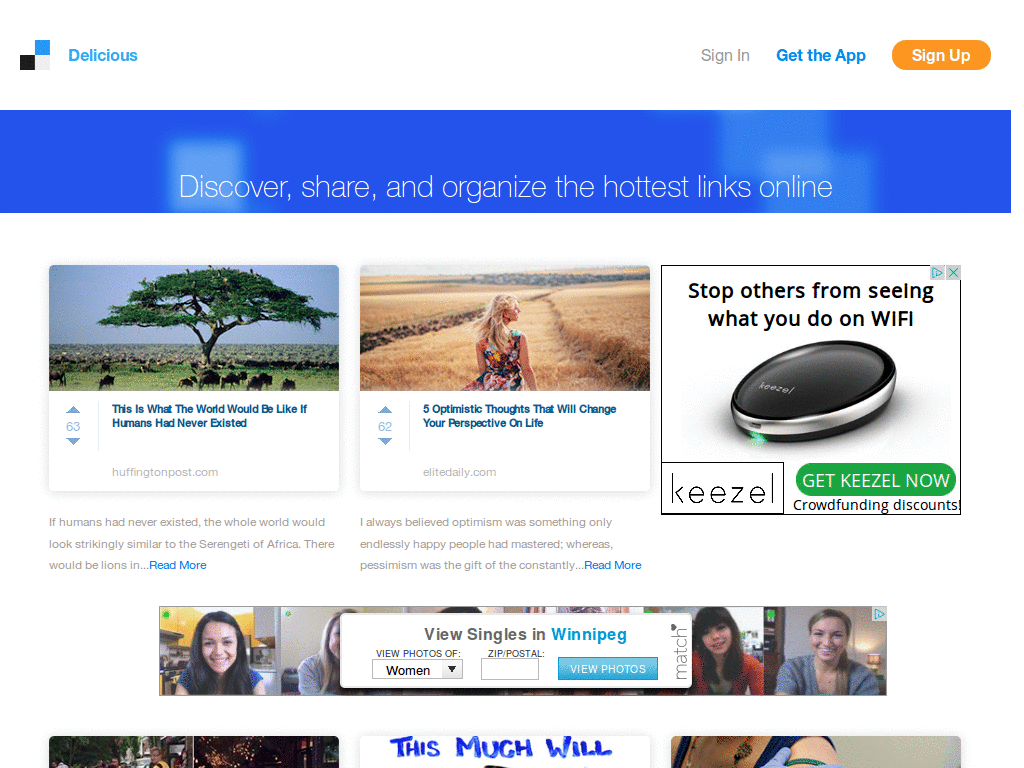 Delicious
Sign In
Get the App
Sign Up
Discover, share, and organize the hottest links online
63
This Is What The World Would Be Like If
Humans Had Never Existed
huffingtonpost.com
If humans had never existed, the whole world would
look strikingly similar to the Serengeti of Africa. There
would be lions in...Read More
62
5 Optimistic Thoughts That Will Change
Your Perspective On Life
elitedaily.com
I always believed optimism was something only
endlessly happy people had mastered; whereas,
pessimism was the gift of the constantly...Read More
Stop others from seeing
what you do on WIFI
keezel
keezel
GET KEEZEL NOW
Crowdfunding discounts!
View Singles in Winnipeg
VIEW PHOTOS OF:
ZIP/POSTAL:
Women
VIEW PHOTOS
match
THIS MUCH WILL